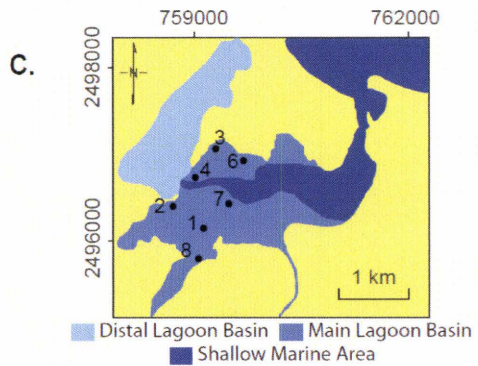 759000 762000
C.
2498000
N
3
6
4
2
7
1
2496000
8
1 km
Distal Lagoon Basin Main Lagoon Basin
Shallow Marine Area